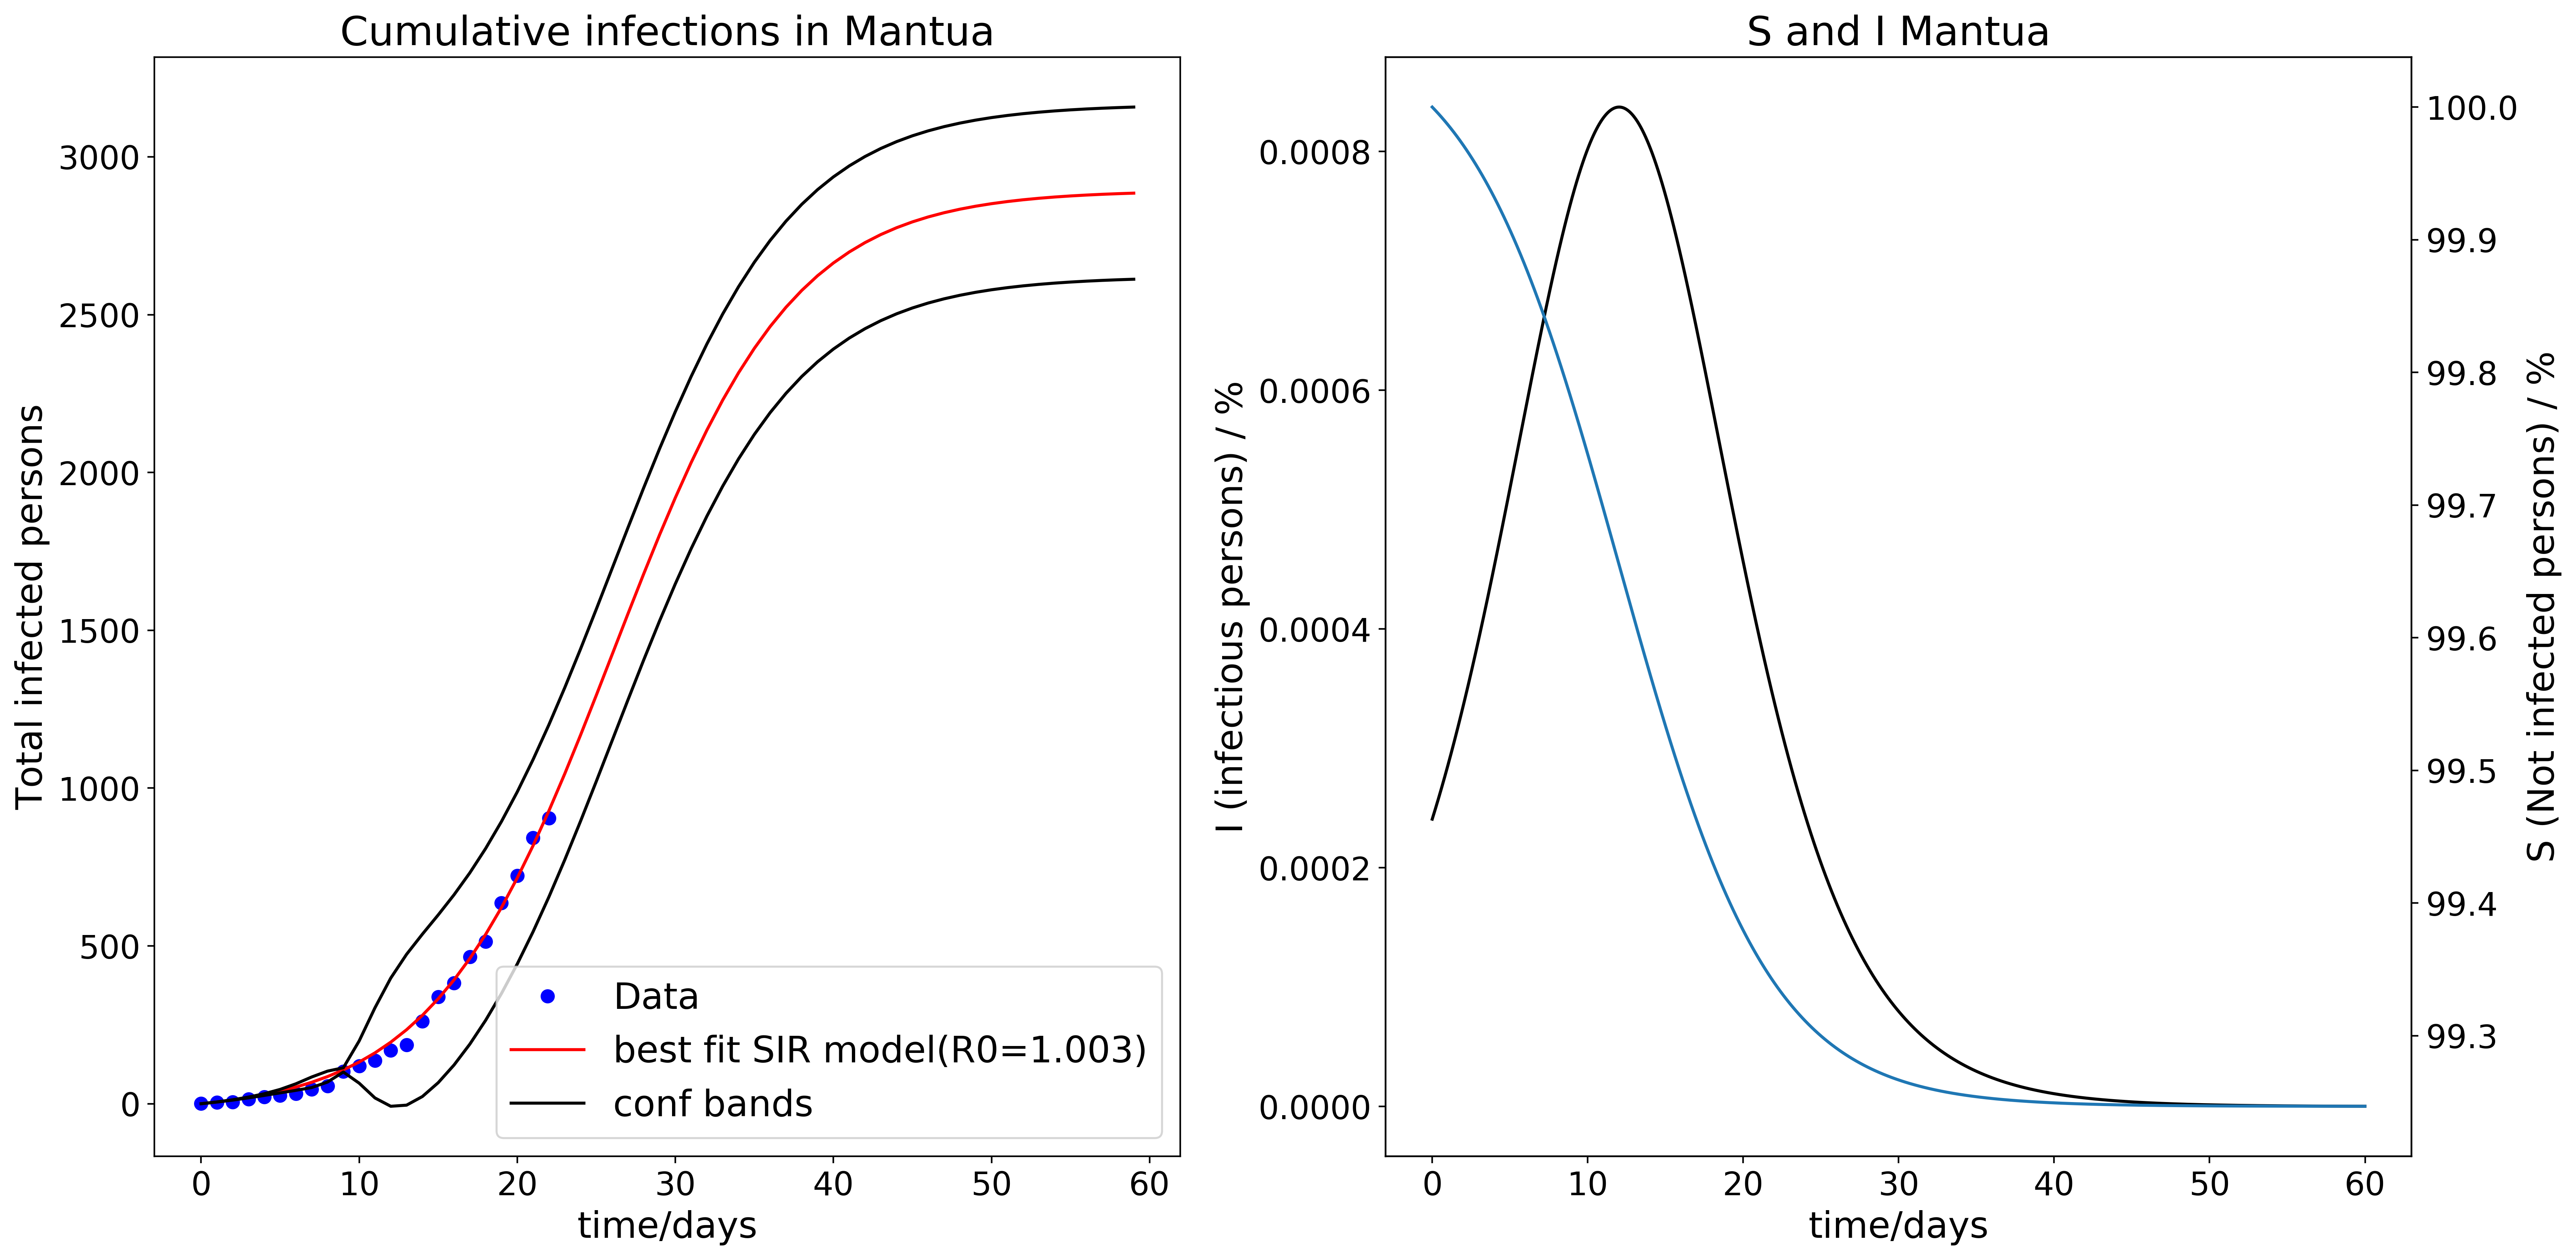 Cumulative infections in Mantua
Total infected persons
3000
2500
2000
1500
1000
500
0
0 10 20 30 40 50 60
time/days
Data
best fit SIR model(R0=1.003)
conf bands
S and I Mantua
I (infectious persons) / %
0.0008
0.0006
0.0004
0.0002
0.0000
0 10 20 30 40 50 60
time/days
100.0
99.9
99.8
99.7
99.6
99.5
99.4
99.3
S (Not infected persons) / %